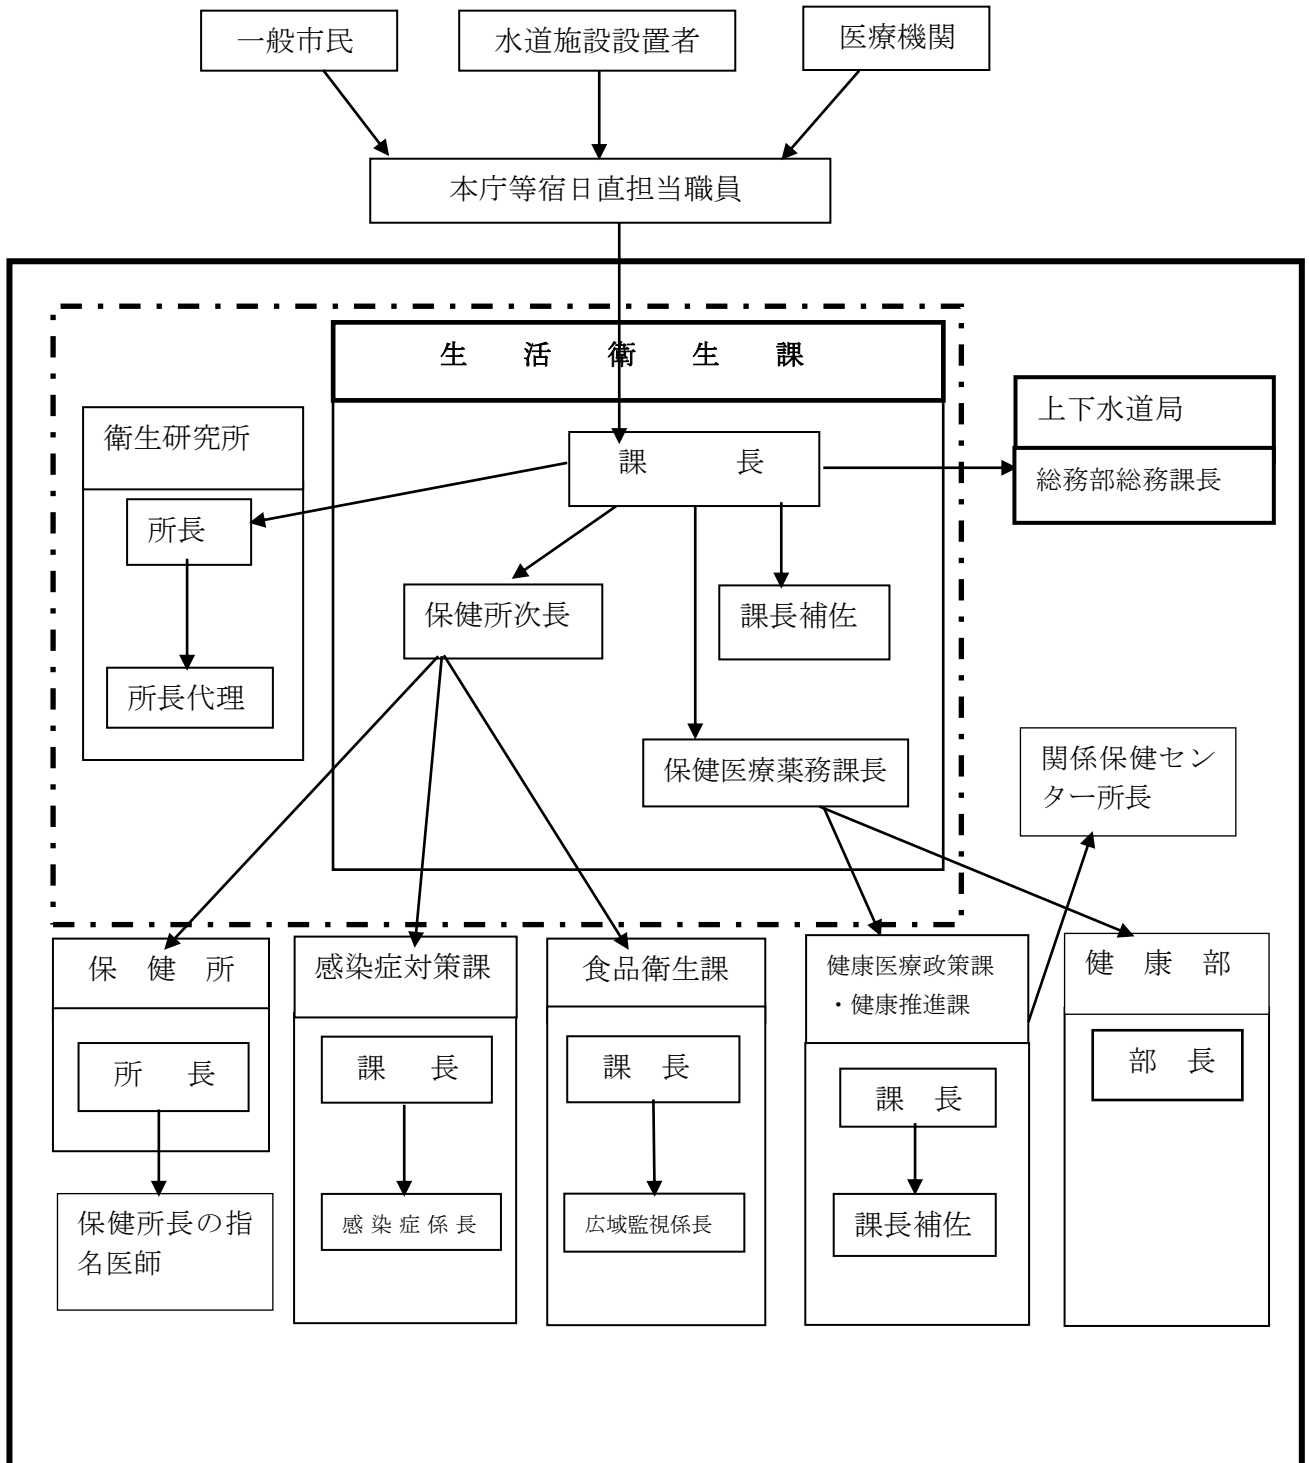 一般市民
水道施設設置者
医療機関
本庁等宿日直担当職員
生　活　衛　生　課
衛生研究所
所長
所長代理
課　　　長
上下水道局
総務部総務課長
保健所次長
課長補佐
保健医療薬務課長
関係保健セン
ター所長
保　健　所
所　長
保健所長の指
名医師
感染症対策課
課　長
感 染 症 係 長
食品衛生課
課　長
広域監視係長
健康医療政策課
・健康推進課
課　長
課長補佐
健　康　部
部　長